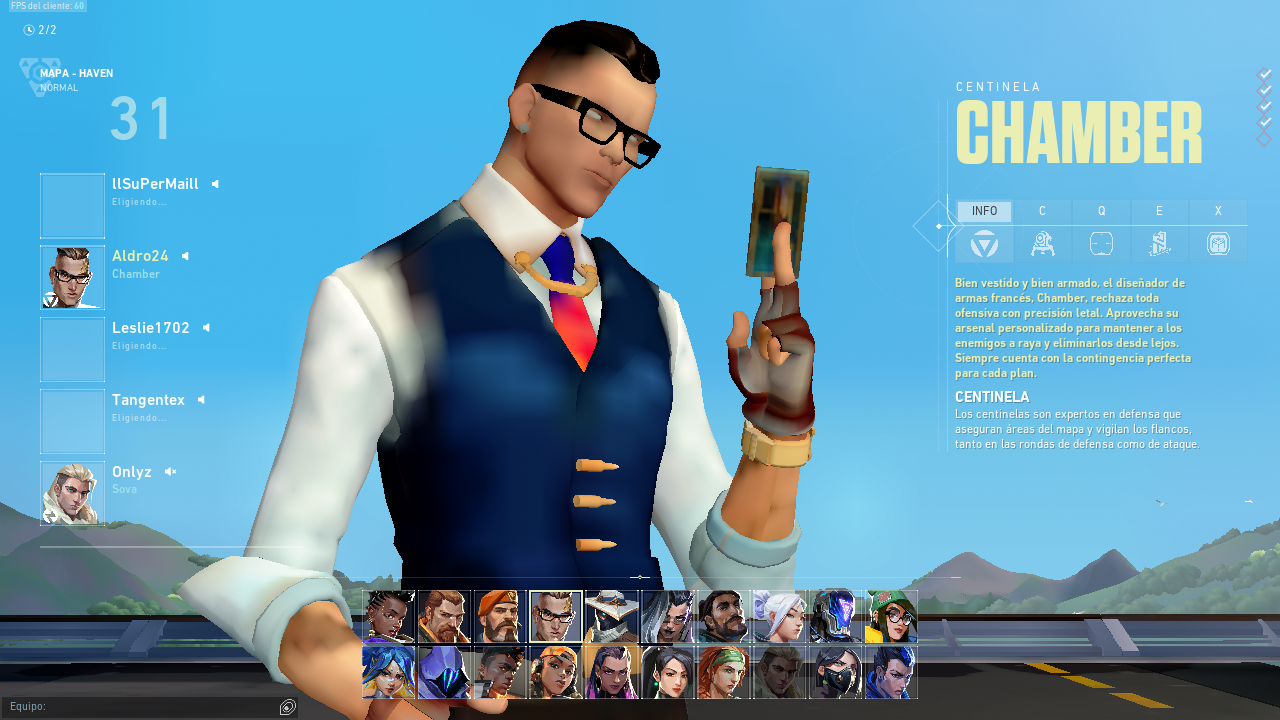 FPS del cliente: 60
2/2
MAPA - HAVEN
NORMAL
31
llSuPerMaill
Eligiendo...
Aldro24
Chamber
Leslie1702
Eligiendo...
Tangentex
Eligiendo...
Onlyz
Sova
CENTINELA
CHAMBER
INFO C Q E X
Bien vestido y bien armado, el diseñador de
armas francés, Chamber, rechaza toda
ofensiva con precisión letal. Aprovecha su
arsenal personalizado para mantener a los
enemigos a raya y eliminarlos desde lejos.
Siempre cuenta con la contingencia perfecta
para cada plan.
CENTINELA
Los centinelas son expertos en defensa que
aseguran áreas del mapa y vigilan los flancos,
tanto en las rondas de defensa como de ataque.
Equipo: